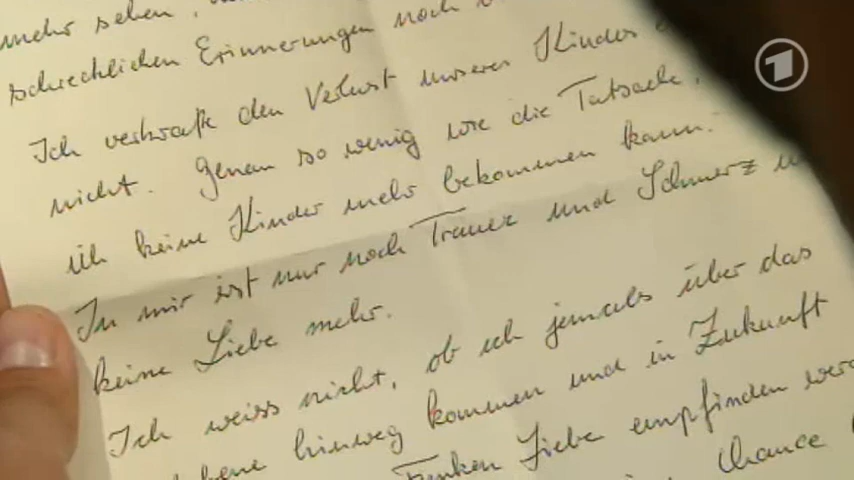 mehr sehen,
schrecklichen Erinnerungen noch
Ich verkrafte den Verlust unseres Kindes
nicht. Genau so wenig wie die Tatsache,
ich keine Kinder mehr bekommen kann.
In mir ist nur noch Trauer und Schmerz
keine Liebe mehr.
Ich weiss nicht, ob ich jemals über das
hinweg kommen und in Zukunft
Funken Liebe empfinden
Chance
1